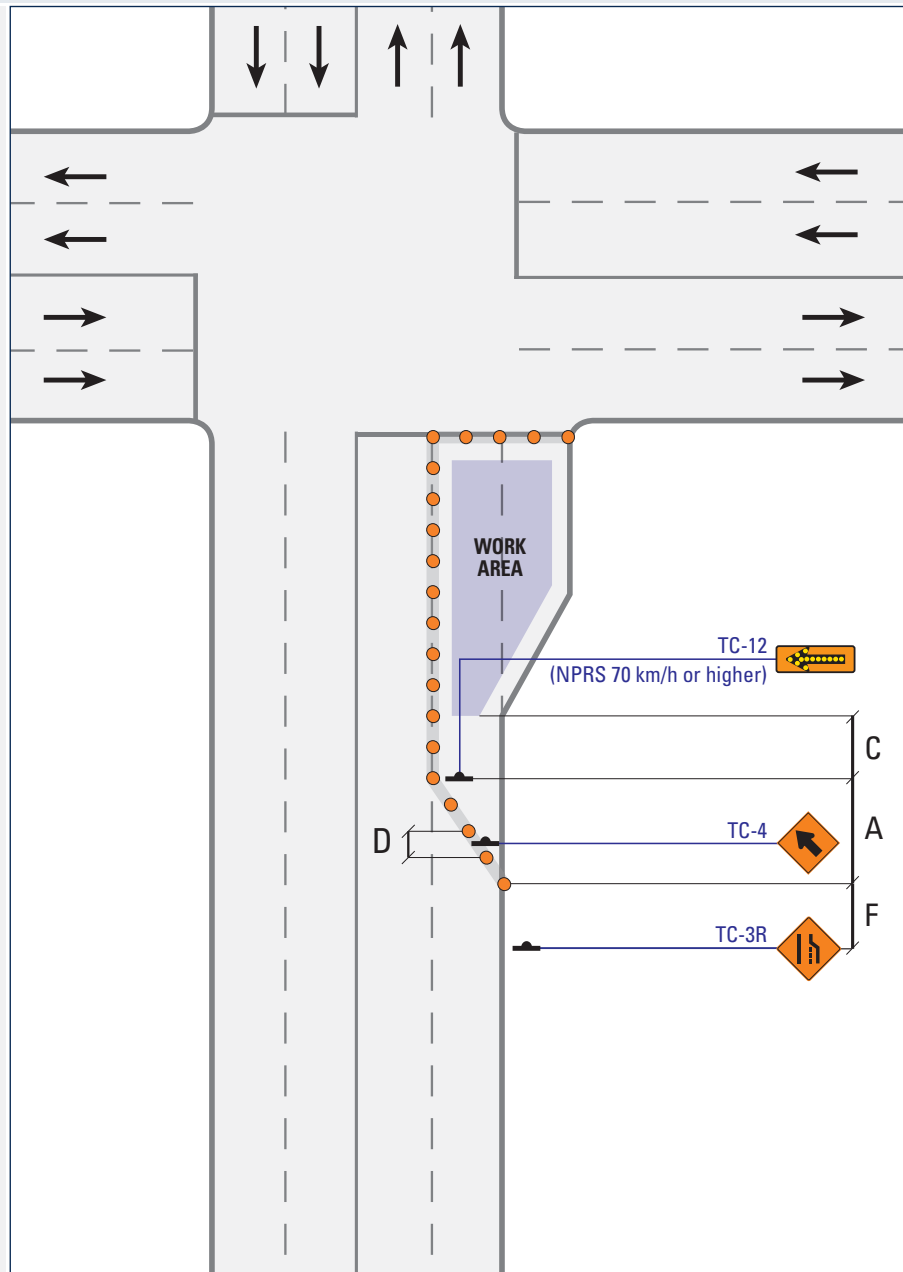 WORK
AREA
TC-12
(NPRS 70 km/h or higher)
C
D
TC-4
A
F
TC-3R